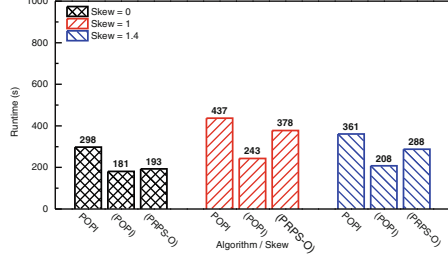 1000
800
600
400
200
0
Runtime (s)
Skew = 0
Skew = 1
Skew = 1.4
298
181
193
437
243
378
361
208
288
POPI
(POPI)
(PRPS-O)
POPI
(POPI)
(PRPS-O)
POPI
(POPI)
(PRPS-O)
Algorithm / Skew